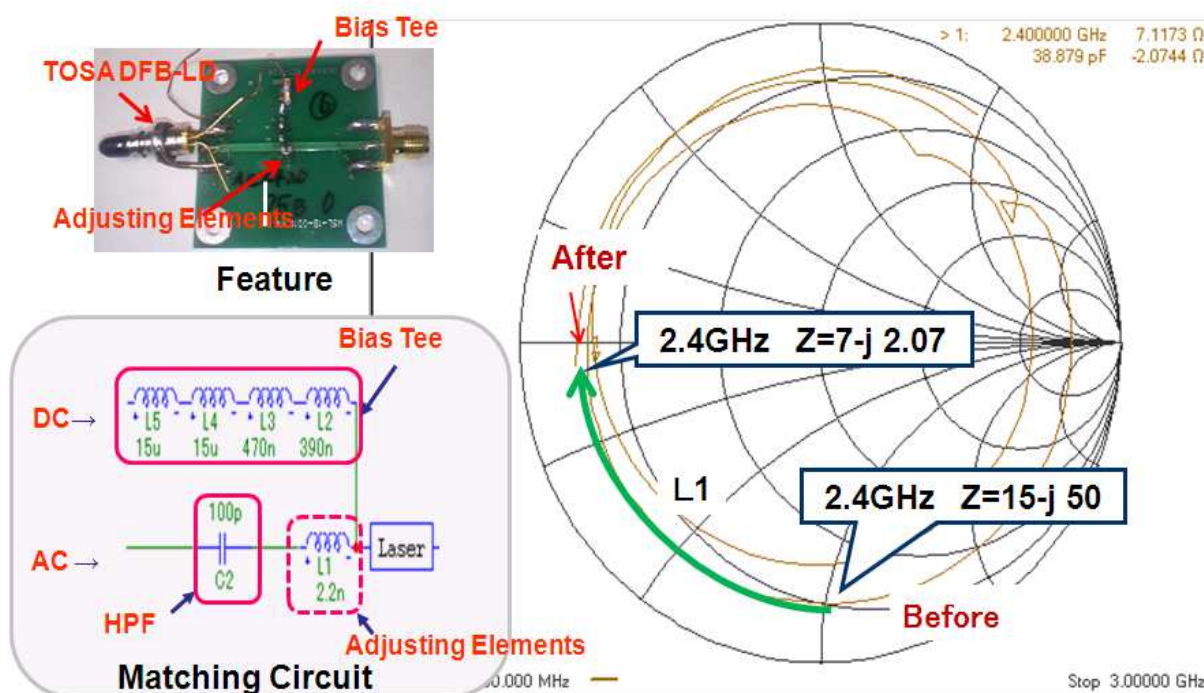 Bias Tee
TOSA DFB-LD
Adjusting Elements
Feature
> 1: 2.400000 GHz 7.1173 Ω
38.879 pF -2.0744 Ω
After
2.4GHz Z=7-j 2.07
L1
2.4GHz Z=15-j 50
Before
Bias Tee
DC→
L5 L4 L3 L2
15u 15u 470n 390n
100p
AC →
C2
L1
2.2n
Laser
HPF
Adjusting Elements
Matching Circuit
0.000 MHz
Stop 3.00000 GHz